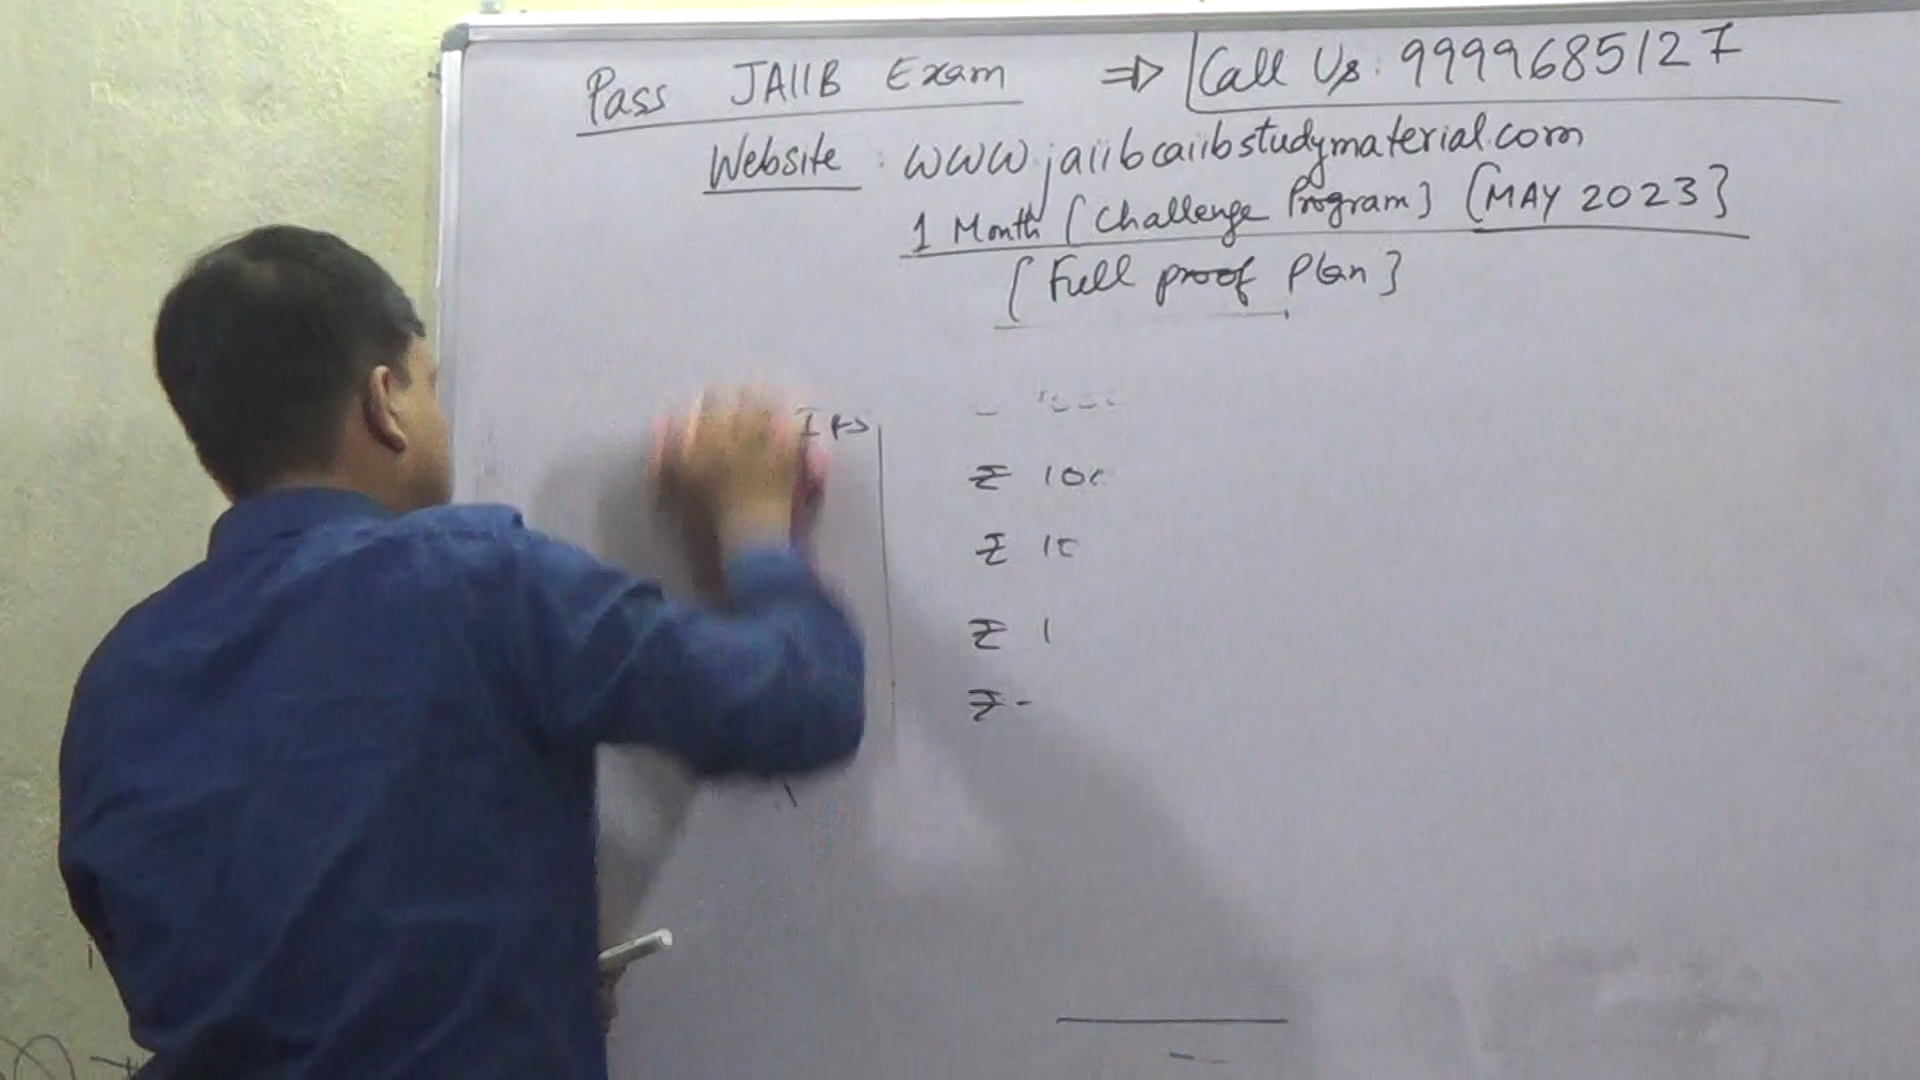 Pass JAIIB Exam ⇒ Call Us: 9999685127
Website : www.jaiibcaiibstudymaterial.com
1 Month [Challenge Program] [MAY 2023]
[Full proof Plan]
₹ 10
₹ 1
₹ 1
₹ -